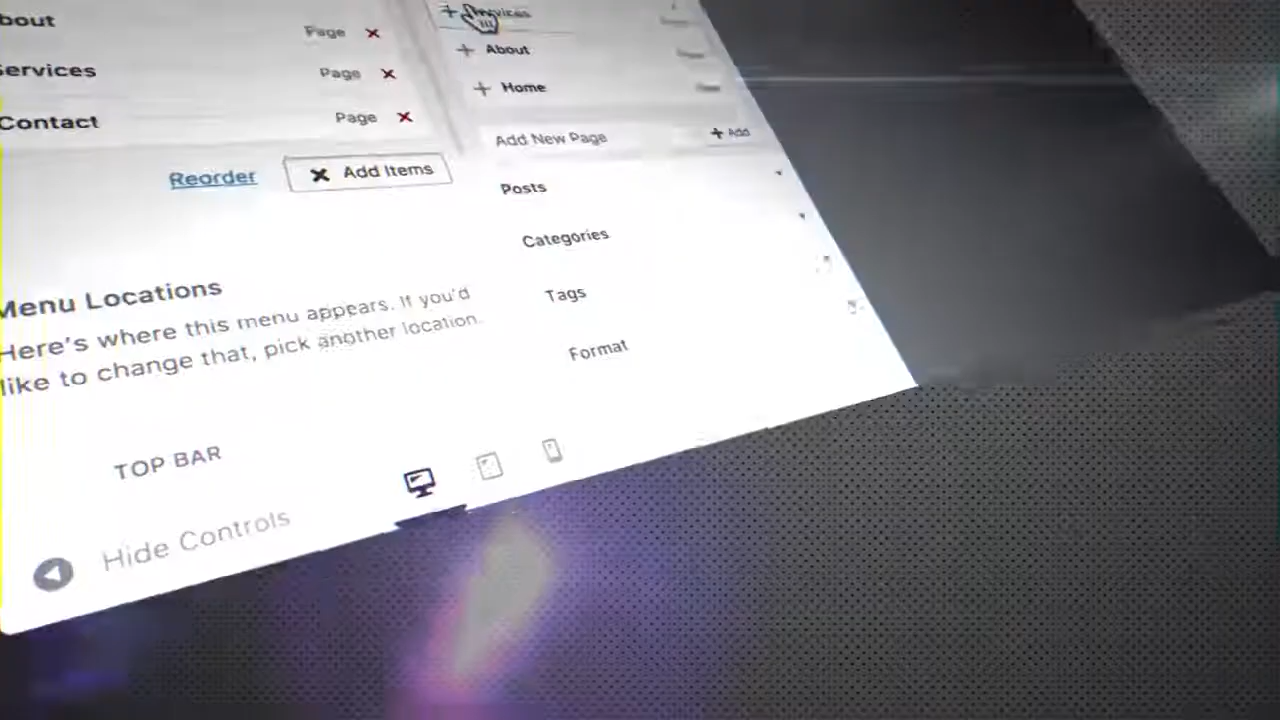 bout
Page
ervices
Page
Contact
Page
Reorder
Add Items
Menu Locations
Here's where this menu appears. If you'd
like to change that, pick another location.
TOP BAR
Hide Controls
Services
About
Home
Add New Page
Add
Posts
Categories
Tags
Format